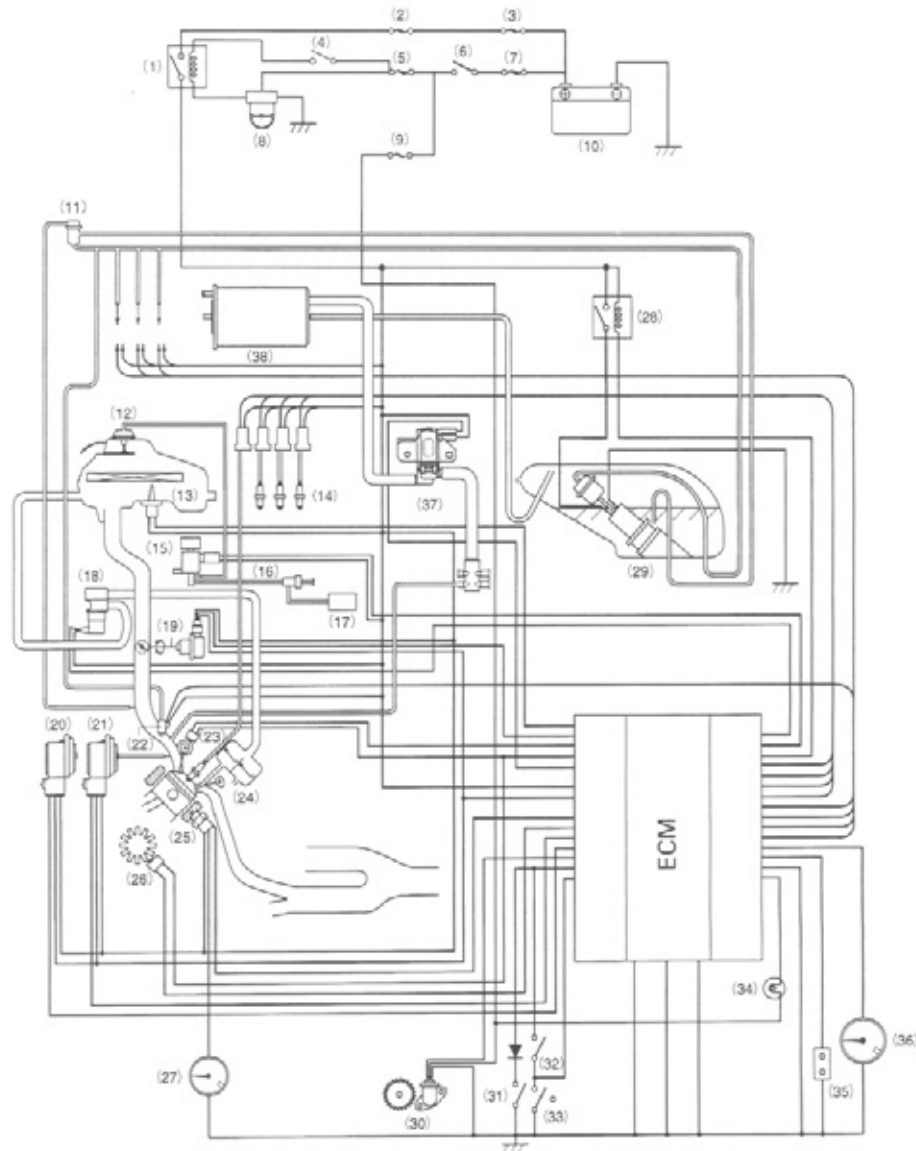 (2) (3)
(4)
(1) (5) (6) (7)
(8) (9) (10)
(11)
(28)
(38)
(12)
(13) (14) (37)
(15)
(16) (29)
(18) (17)
(19)
(20) (21) (22) (23)
(24)
(25)
(26)
ECM
(34)
(27) (32) (36)
(31) (33) (35)
(30)